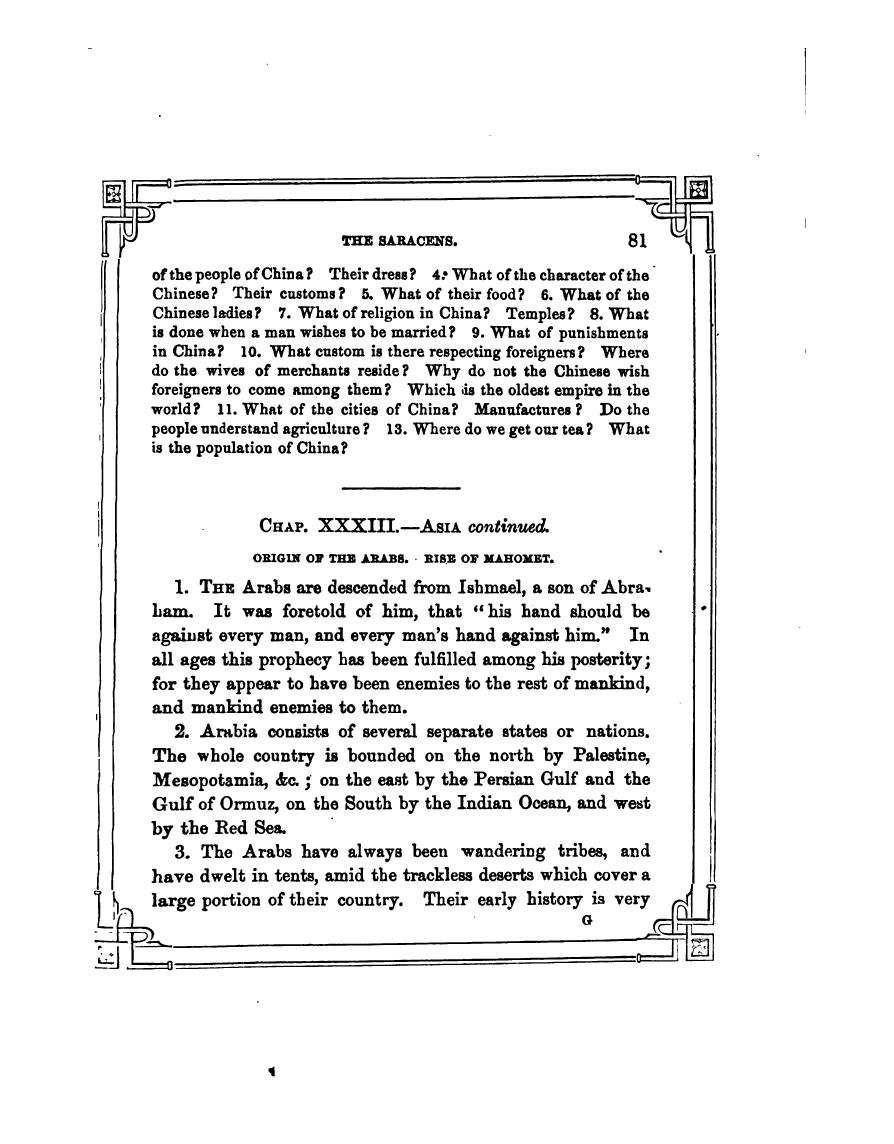 THE SARACENS. 81
of the people of China? Their dress? 4. What of the character of the
Chinese? Their customs? 5. What of their food? 6. What of the
Chinese ladies? 7. What of religion in China? Temples? 8. What
is done when a man wishes to be married? 9. What of punishments
in China? 10. What custom is there respecting foreigners? Where
do the wives of merchants reside? Why do not the Chinese wish
foreigners to come among them? Which is the oldest empire in the
world? 11. What of the cities of China? Manufactures? Do the
people understand agriculture? 13. Where do we get our tea? What
is the population of China?
CHAP. XXXIII.—ASIA continued.
ORIGIN OF THE ARABS. RISE OF MAHOMET.
1. THE Arabs are descended from Ishmael, a son of Abra-
ham. It was foretold of him, that "his hand should be
against every man, and every man's hand against him." In
all ages this prophecy has been fulfilled among his posterity;
for they appear to have been enemies to the rest of mankind,
and mankind enemies to them.
2. Arabia consists of several separate states or nations.
The whole country is bounded on the north by Palestine,
Mesopotamia, &c.; on the east by the Persian Gulf and the
Gulf of Ormuz, on the South by the Indian Ocean, and west
by the Red Sea.
3. The Arabs have always been wandering tribes, and
have dwelt in tents, amid the trackless deserts which cover a
large portion of their country. Their early history is very
G